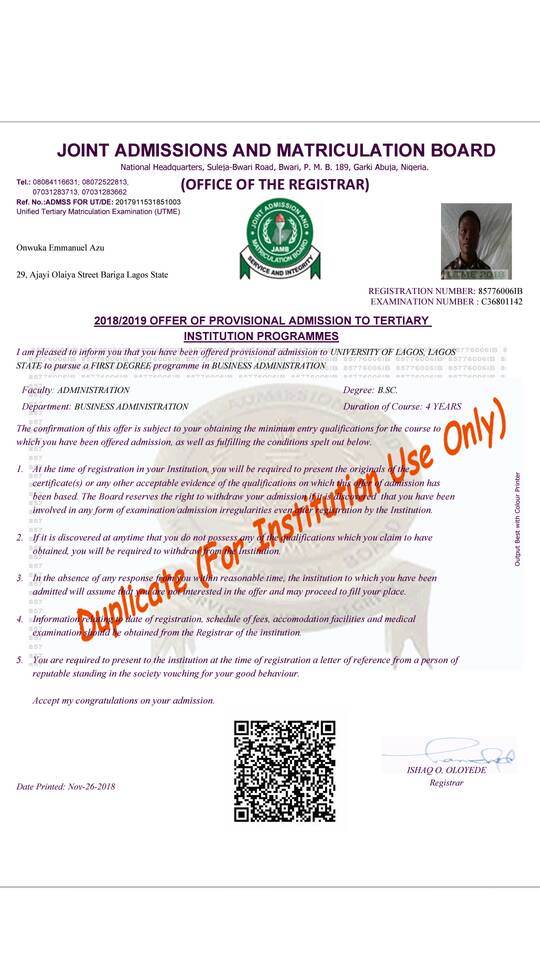 JOINT ADMISSIONS AND MATRICULATION BOARD
National Headquarters, Suleja-Bwari Road, Bwari, P. M. B. 189, Garki Abuja, Nigeria.
(OFFICE OF THE REGISTRAR)
Tel.: 08084116631, 08072522813,
07031283713, 07031283662
Ref. No.:ADMSS FOR UT/DE: 2017911531851003
Unified Tertiary Matriculation Examination (UTME)
JOINT ADMISSIONS AND
MATRICULATION BOARD
JAMB
SERVICE AND INTEGRITY
UTME 2018
Onwuka Emmanuel Azu
29, Ajayi Olaiya Street Bariga Lagos State
REGISTRATION NUMBER: 85776006IB
EXAMINATION NUMBER : C36801142
2018/2019 OFFER OF PROVISIONAL ADMISSION TO TERTIARY
INSTITUTION PROGRAMMES
I am pleased to inform you that you have been offered provisional admission to UNIVERSITY OF LAGOS, LAGOS
STATE to pursue a FIRST DEGREE programme in BUSINESS ADMINISTRATION
Faculty: ADMINISTRATION
Degree: B.SC.
Department: BUSINESS ADMINISTRATION
Duration of Course: 4 YEARS
The confirmation of this offer is subject to your obtaining the minimum entry qualifications for the course to
which you have been offered admission, as well as fulfilling the conditions spelt out below.
1. At the time of registration in your Institution, you will be required to present the originals of the
certificate(s) or any other acceptable evidence of the qualifications on which this offer of admission has
been based. The Board reserves the right to withdraw your admission if it is discovered that you have been
involved in any form of examination/admission irregularities even after registration by the Institution.
2. If it is discovered at anytime that you do not possess any of the qualifications which you claim to have
obtained, you will be required to withdraw from the Institution.
3. In the absence of any response from you within reasonable time, the institution to which you have been
admitted will assume that you are not interested in the offer and may proceed to fill your place.
4. Information relating to date of registration, schedule of fees, accomodation facilities and medical
examination should be obtained from the Registrar of the institution.
5. You are required to present to the institution at the time of registration a letter of reference from a person of
reputable standing in the society vouching for your good behaviour.
Accept my congratulations on your admission.
Duplicate (For Institution Use Only)
Output Best with Colour Printer
ISHAQ O. OLOYEDE
Registrar
Date Printed: Nov-26-2018